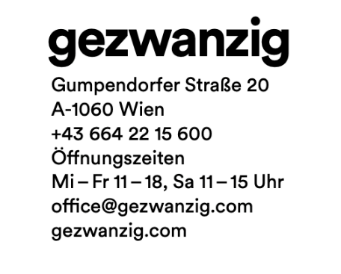 gezwanzig
Gumpendorfer Straße 20
A-1060 Wien
+43 664 22 15 600
Öffnungszeiten
Mi – Fr 11 – 18, Sa 11 – 15 Uhr
office@gezwanzig.com
gezwanzig.com